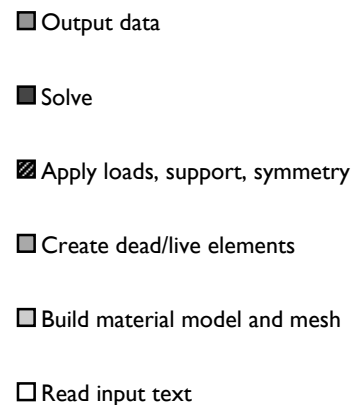 Output data
Solve
Apply loads, support, symmetry
Create dead/live elements
Build material model and mesh
Read input text